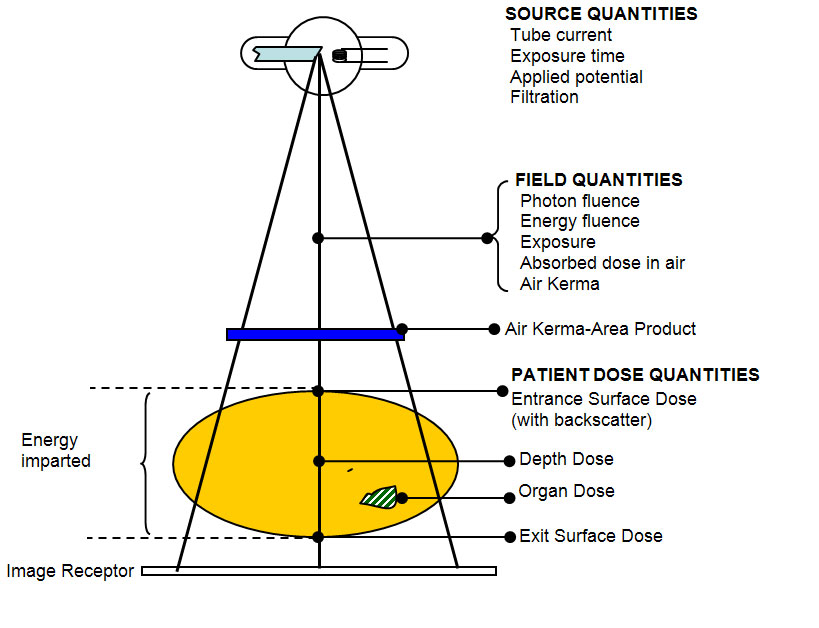 SOURCE QUANTITIES
Tube current
Exposure time
Applied potential
Filtration
FIELD QUANTITIES
Photon fluence
Energy fluence
Exposure
Absorbed dose in air
Air Kerma
Air Kerma-Area Product
PATIENT DOSE QUANTITIES
Entrance Surface Dose
(with backscatter)
Energy
imparted
Depth Dose
Organ Dose
Exit Surface Dose
Image Receptor